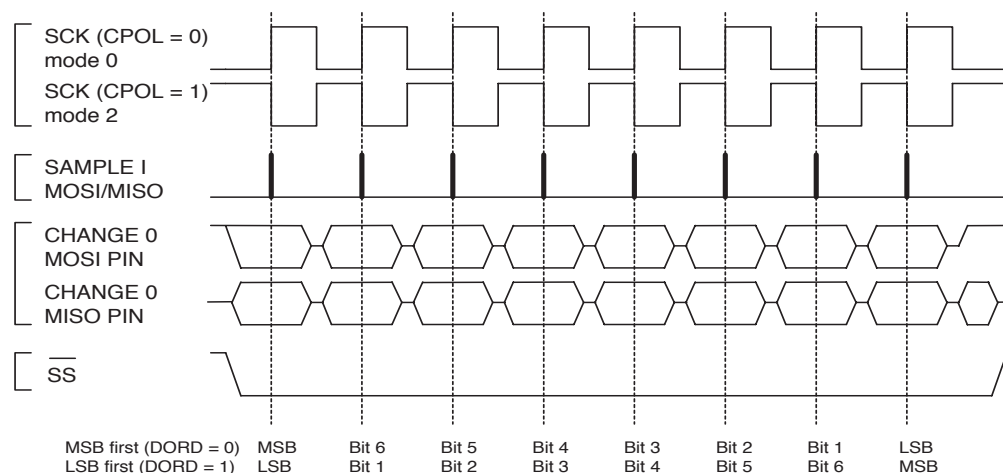 SCK (CPOL = 0)
mode 0
SCK (CPOL = 1)
mode 2
SAMPLE I
MOSI/MISO
CHANGE 0
MOSI PIN
CHANGE 0
MISO PIN
SS
MSB first (DORD = 0) MSB Bit 6 Bit 5 Bit 4 Bit 3 Bit 2 Bit 1 LSB
LSB first (DORD = 1) LSB Bit 1 Bit 2 Bit 3 Bit 4 Bit 5 Bit 6 MSB